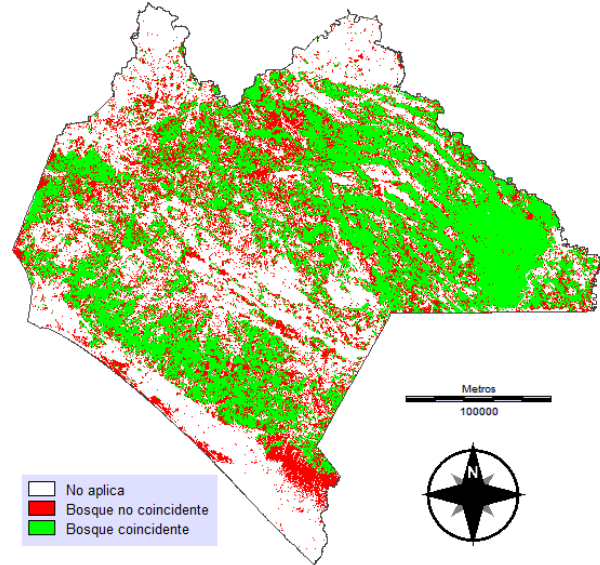 Metros
100000
N
No aplica
Bosque no coincidente
Bosque coincidente